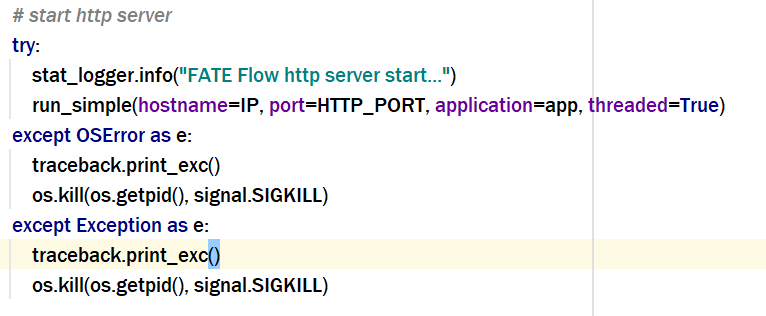 # start http server
try:
    stat_logger.info("FATE Flow http server start...")
    run_simple(hostname=IP, port=HTTP_PORT, application=app, threaded=True)
except OSError as e:
    traceback.print_exc()
    os.kill(os.getpid(), signal.SIGKILL)
except Exception as e:
    traceback.print_exc()
    os.kill(os.getpid(), signal.SIGKILL)